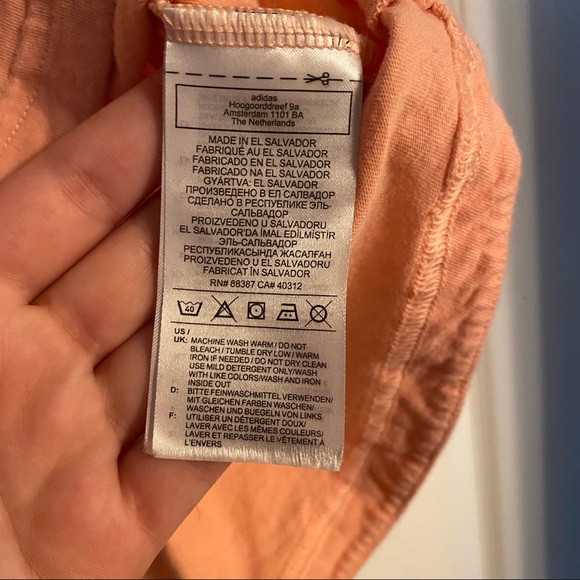 adidas
Hoogoorddreef 9a
Amsterdam 1101 BA
The Netherlands
MADE IN EL SALVADOR
FABRIQUÉ AU EL SALVADOR
FABRICADO EN EL SALVADOR
FABRICADO NA EL SALVADOR
GYÁRTVA: EL SALVADOR
ПРОИЗВЕДЕНО В ЕЛ САЛВАДОР
СДЕЛАНО В РЕСПУБЛИКЕ ЭЛЬ-
САЛЬВАДОР
PROIZVEDENO U EL SALVADORU
EL SALVADOR'DA İMAL EDİLMİŞTİR
ЭЛЬ-САЛЬВАДОР
РЕСПУБЛИКАСЫНДА ЖАСАЛҒАН
PROIZVEDENO U EL SALVADORU
FABRICAT ÎN EL SALVADOR
RN# 88387 CA# 40312
40
US /
UK: MACHINE WASH WARM / DO NOT
BLEACH / TUMBLE DRY LOW / WARM
IRON IF NEEDED / DO NOT DRY CLEAN
USE MILD DETERGENT ONLY/WASH
WITH LIKE COLORS/WASH AND IRON
INSIDE OUT
D: BITTE FEINWASCHMITTEL VERWENDEN/
MIT GLEICHEN FARBEN WASCHEN/
WASCHEN UND BUEGELN VON LINKS
F: UTILISER UN DÉTERGENT DOUX/
LAVER AVEC LES MÊMES COULEURS/
LAVER ET REPASSER LE VÊTEMENT À
L'ENVERS